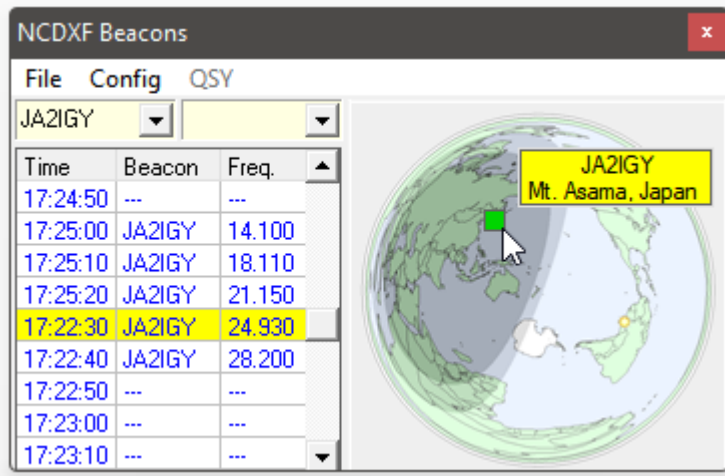 NCDXF Beacons
x
File Config QSY
JA2IGY
Time Beacon Freq.
17:24:50 --- ---
17:25:00 JA2IGY 14.100
17:25:10 JA2IGY 18.110
17:25:20 JA2IGY 21.150
17:22:30 JA2IGY 24.930
17:22:40 JA2IGY 28.200
17:22:50 --- ---
17:23:00 --- ---
17:23:10 --- ---
JA2IGY
Mt. Asama, Japan